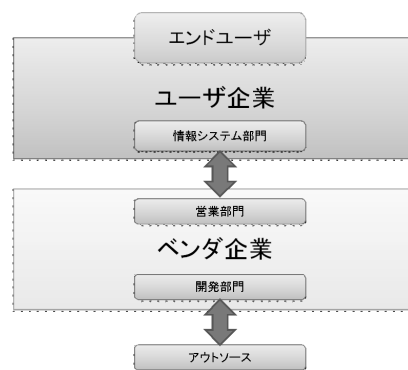 エンドユーザ
ユーザ企業
情報システム部門
営業部門
ベンダ企業
開発部門
アウトソース